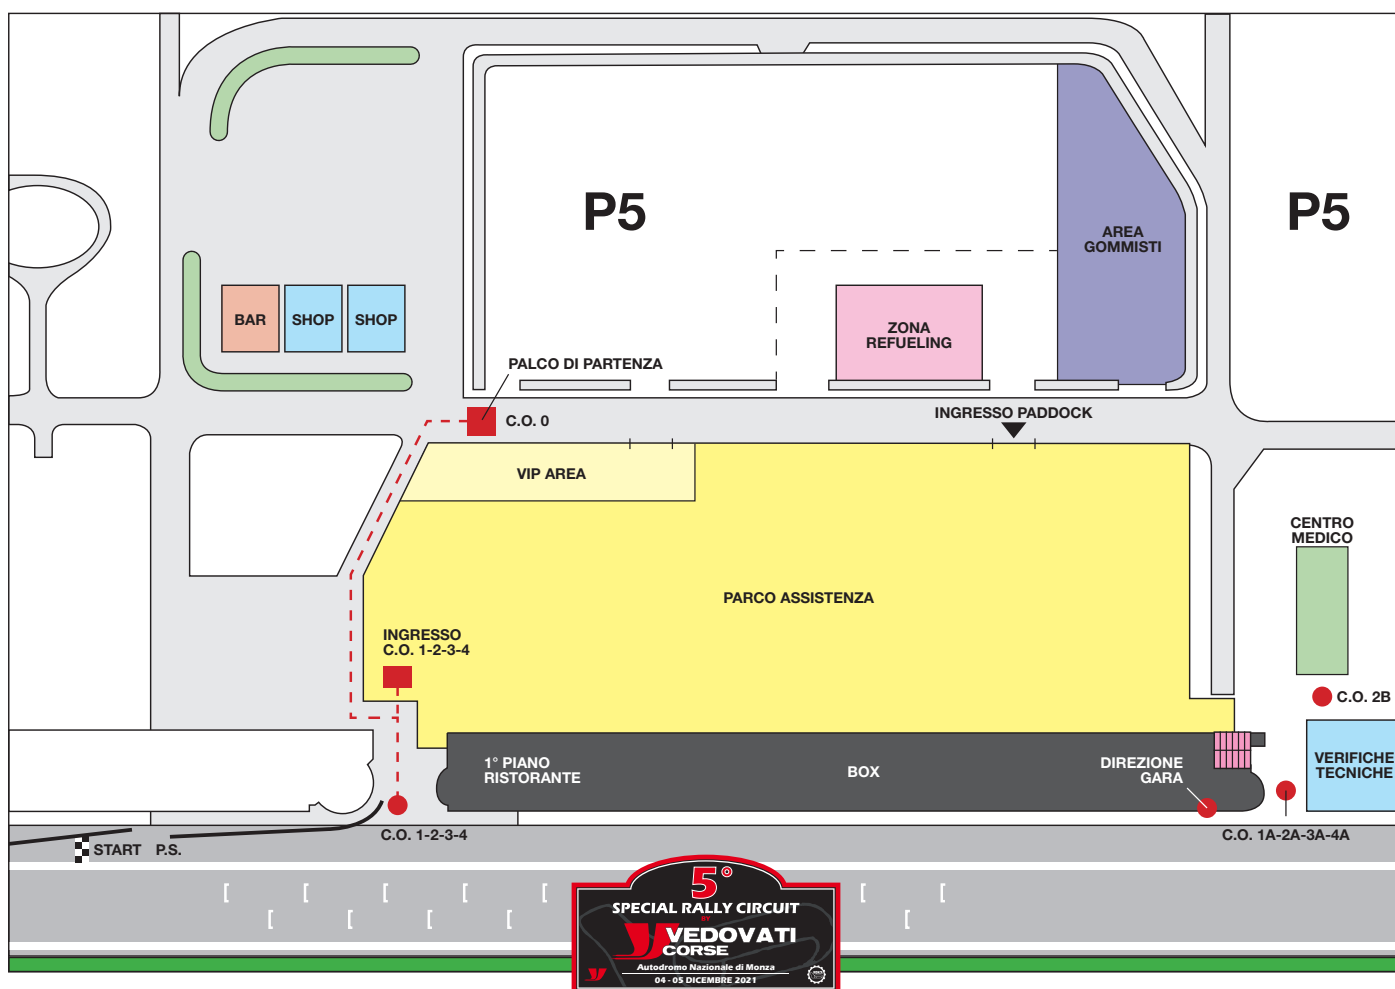 P5
P5
AREA
GOMMISTI
BAR
SHOP
SHOP
ZONA
REFUELING
PALCO DI PARTENZA
C.O. 0
INGRESSO PADDOCK
VIP AREA
CENTRO
MEDICO
PARCO ASSISTENZA
INGRESSO
C.O. 1-2-3-4
C.O. 2B
1° PIANO
RISTORANTE
BOX
DIREZIONE
GARA
VERIFICHE
TECNICHE
C.O. 1-2-3-4
C.O. 1A-2A-3A-4A
START P.S.
5°
SPECIAL RALLY CIRCUIT
BY
VEDOVATI
CORSE
Autodromo Nazionale di Monza
04 - 05 DICEMBRE 2021